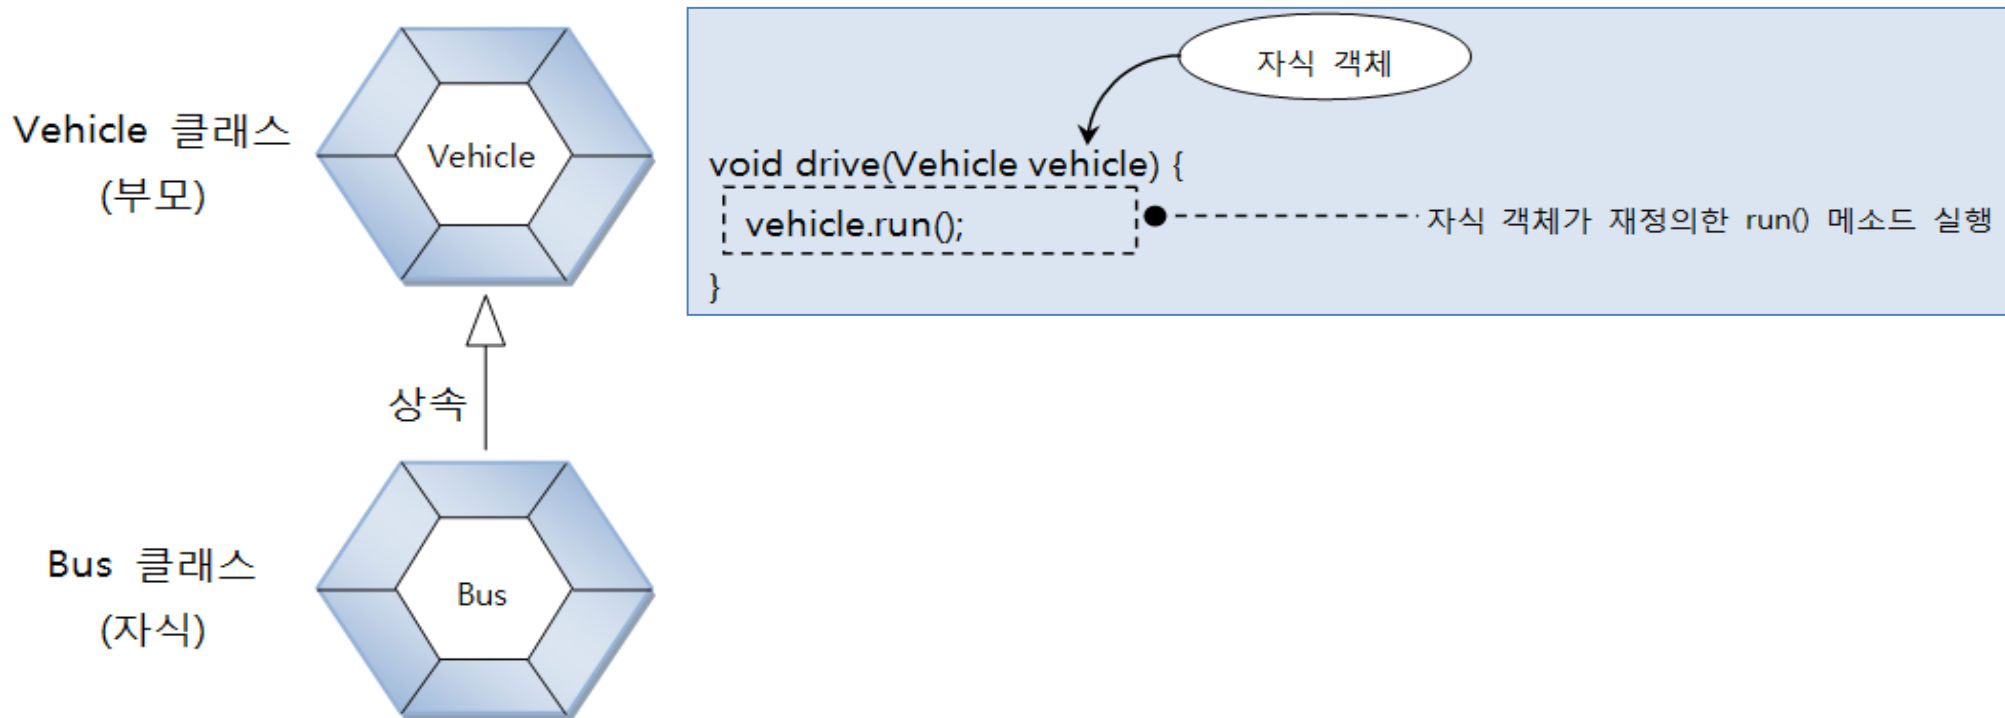 Vehicle 클래스
(부모)
Vehicle
상속
Bus 클래스
(자식)
Bus
자식 객체
void drive(Vehicle vehicle) {
vehicle.run();
자식 객체가 재정의한 run() 메소드 실행
}